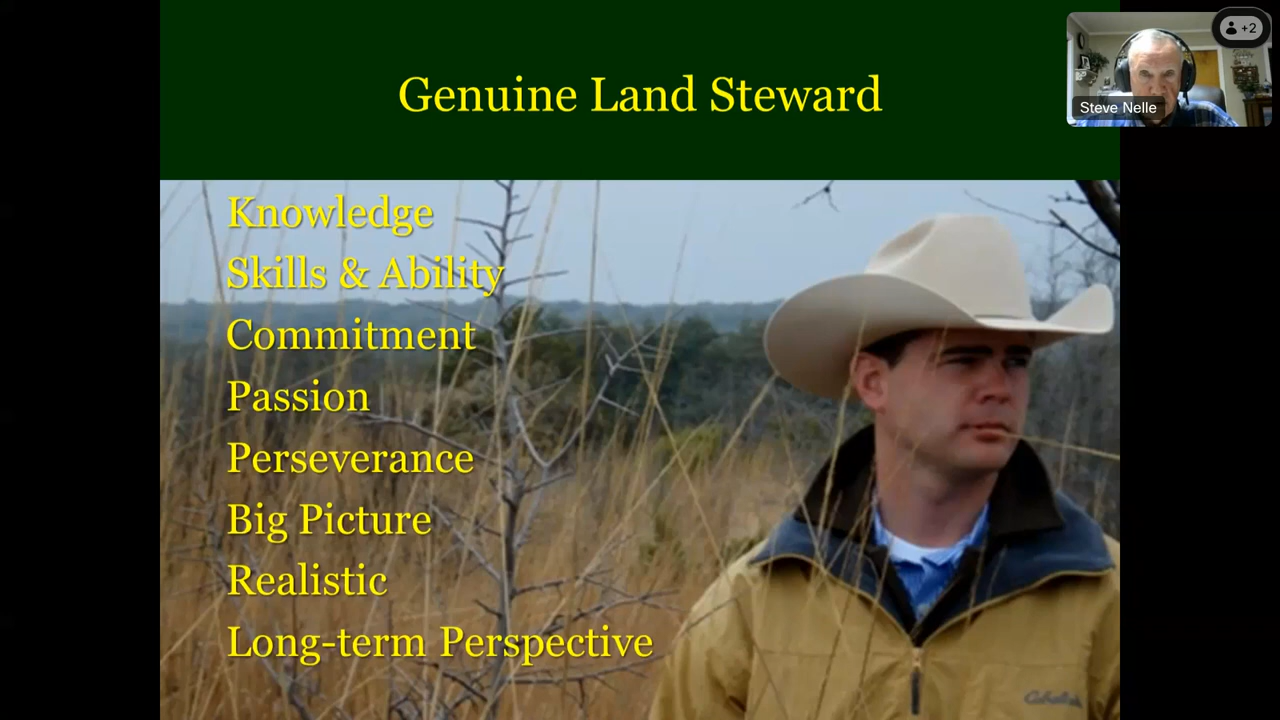 Genuine Land Steward
+2
Steve Nelle
Knowledge
Skills & Ability
Commitment
Passion
Perseverance
Big Picture
Realistic
Long-term Perspective
Cabela's